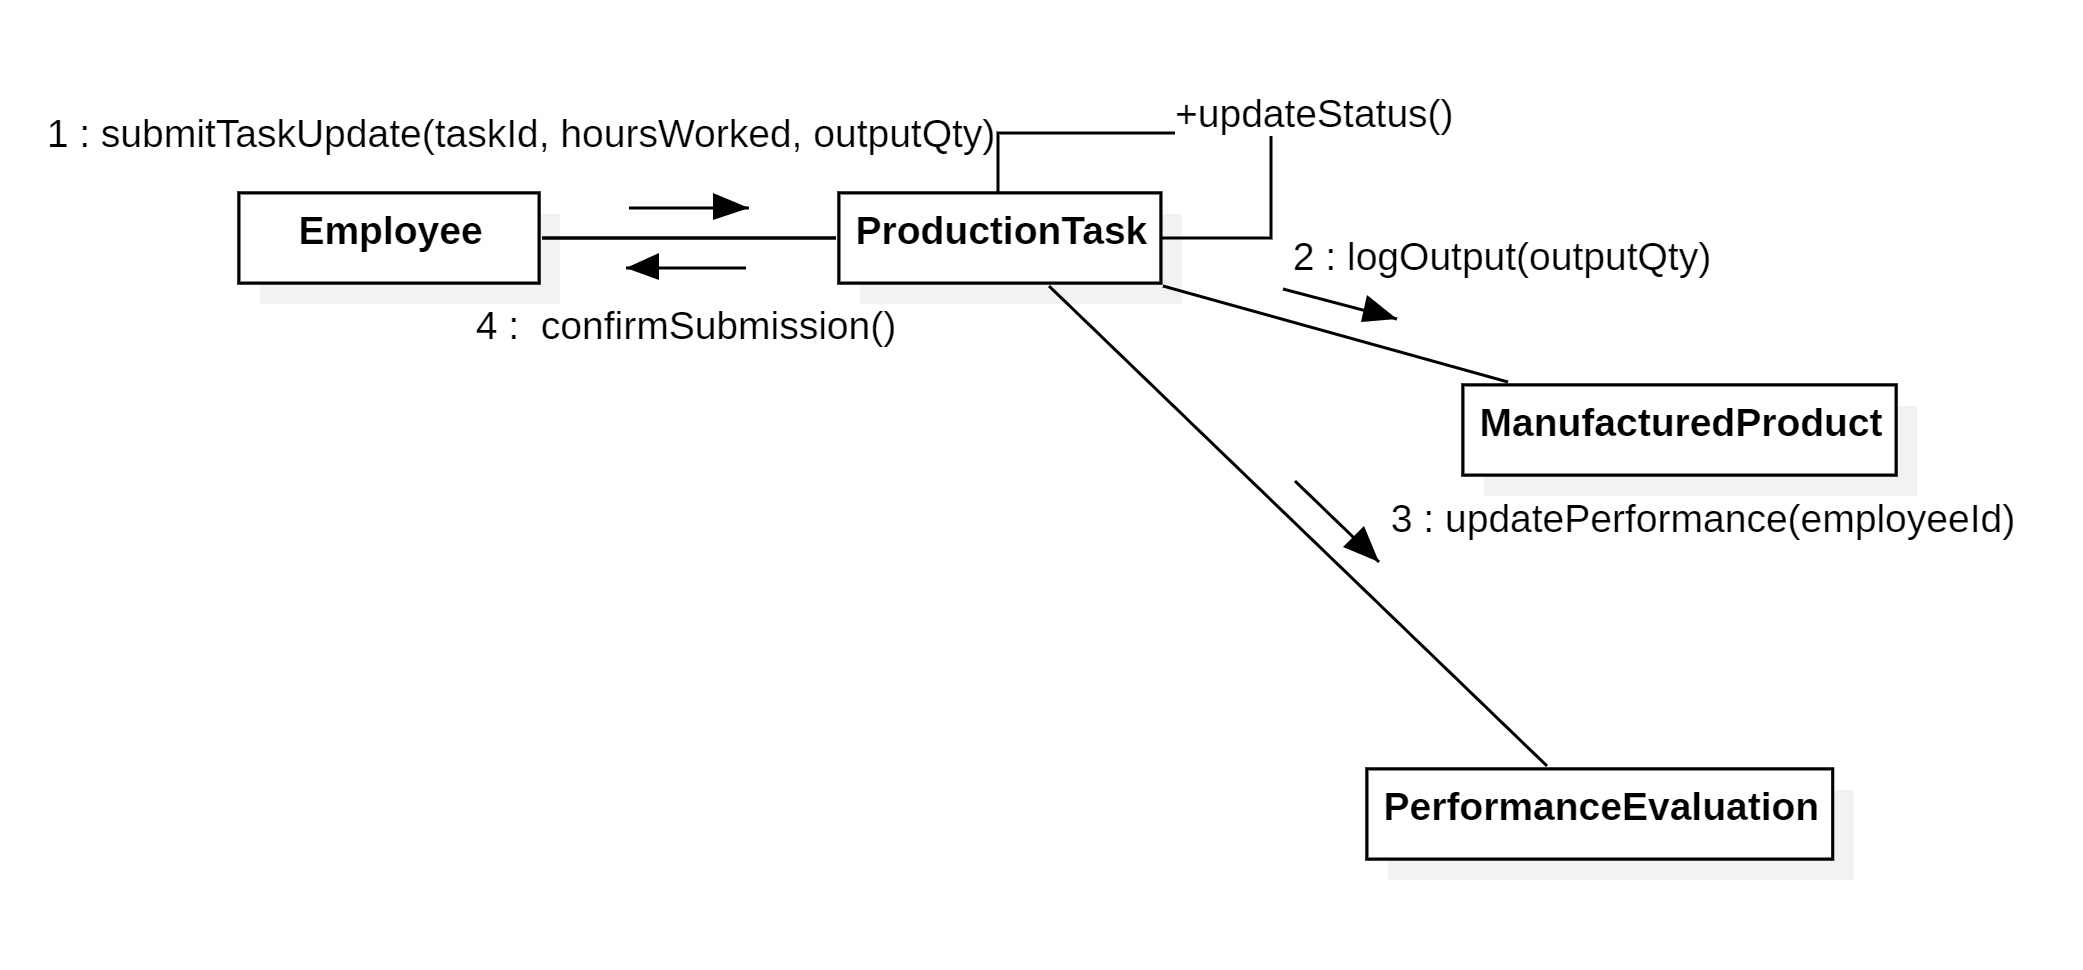 +updateStatus()
1 : submitTaskUpdate(taskId, hoursWorked, outputQty)
Employee
ProductionTask
2 : logOutput(outputQty)
4 :  confirmSubmission()
ManufacturedProduct
3 : updatePerformance(employeeId)
PerformanceEvaluation